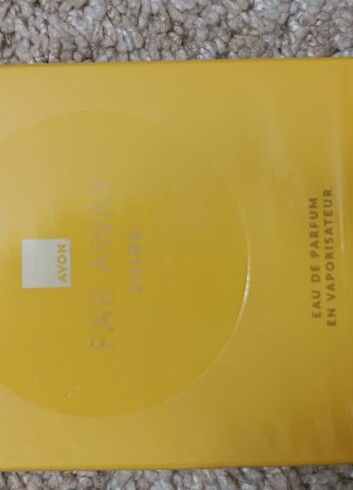 AVON
FAR AWAY
SHINE
EAU DE PARFUM
EN VAPORISATEUR